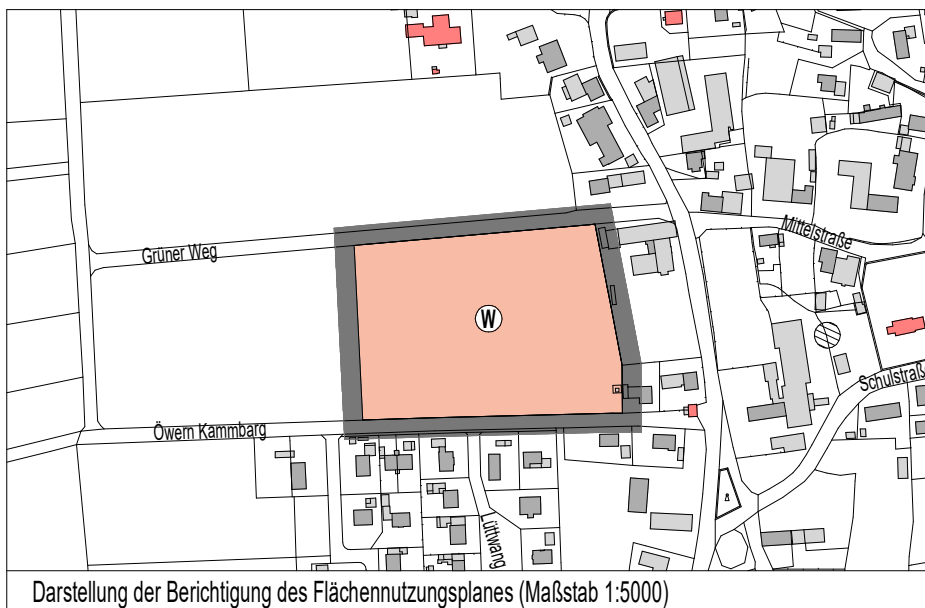 Mittelstraße
Grüner Weg
W
Schulstraß
Öwern Kammbarg
Lüttwang
Darstellung der Berichtigung des Flächennutzungsplanes (Maßstab 1:5000)